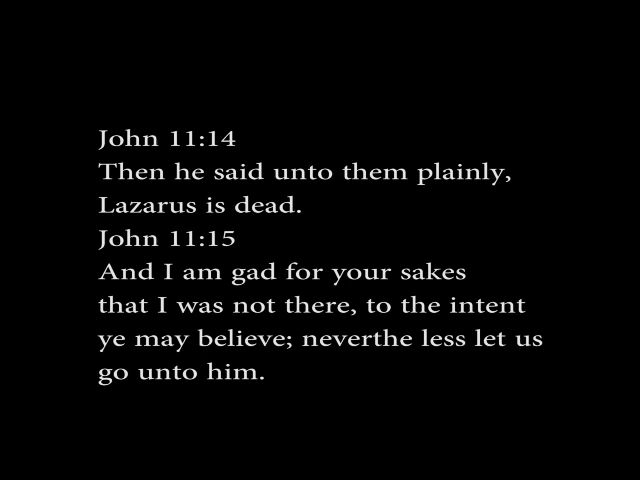 John 11:14
Then he said unto them plainly,
Lazarus is dead.
John 11:15
And I am gad for your sakes
that I was not there, to the intent
ye may believe; neverthe less let us
go unto him.